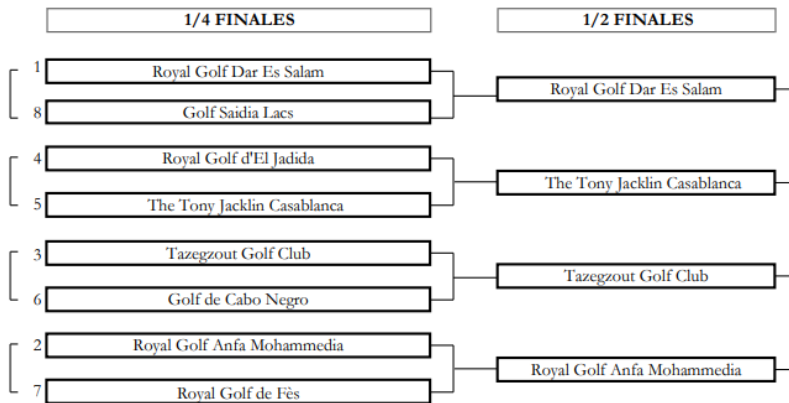 1/4 FINALES
1/2 FINALES
1 Royal Golf Dar Es Salam
Royal Golf Dar Es Salam
8 Golf Saidia Lacs
4 Royal Golf d'El Jadida
The Tony Jacklin Casablanca
5 The Tony Jacklin Casablanca
3 Tazegzout Golf Club
Tazegzout Golf Club
6 Golf de Cabo Negro
2 Royal Golf Anfa Mohammedia
Royal Golf Anfa Mohammedia
7 Royal Golf de Fès